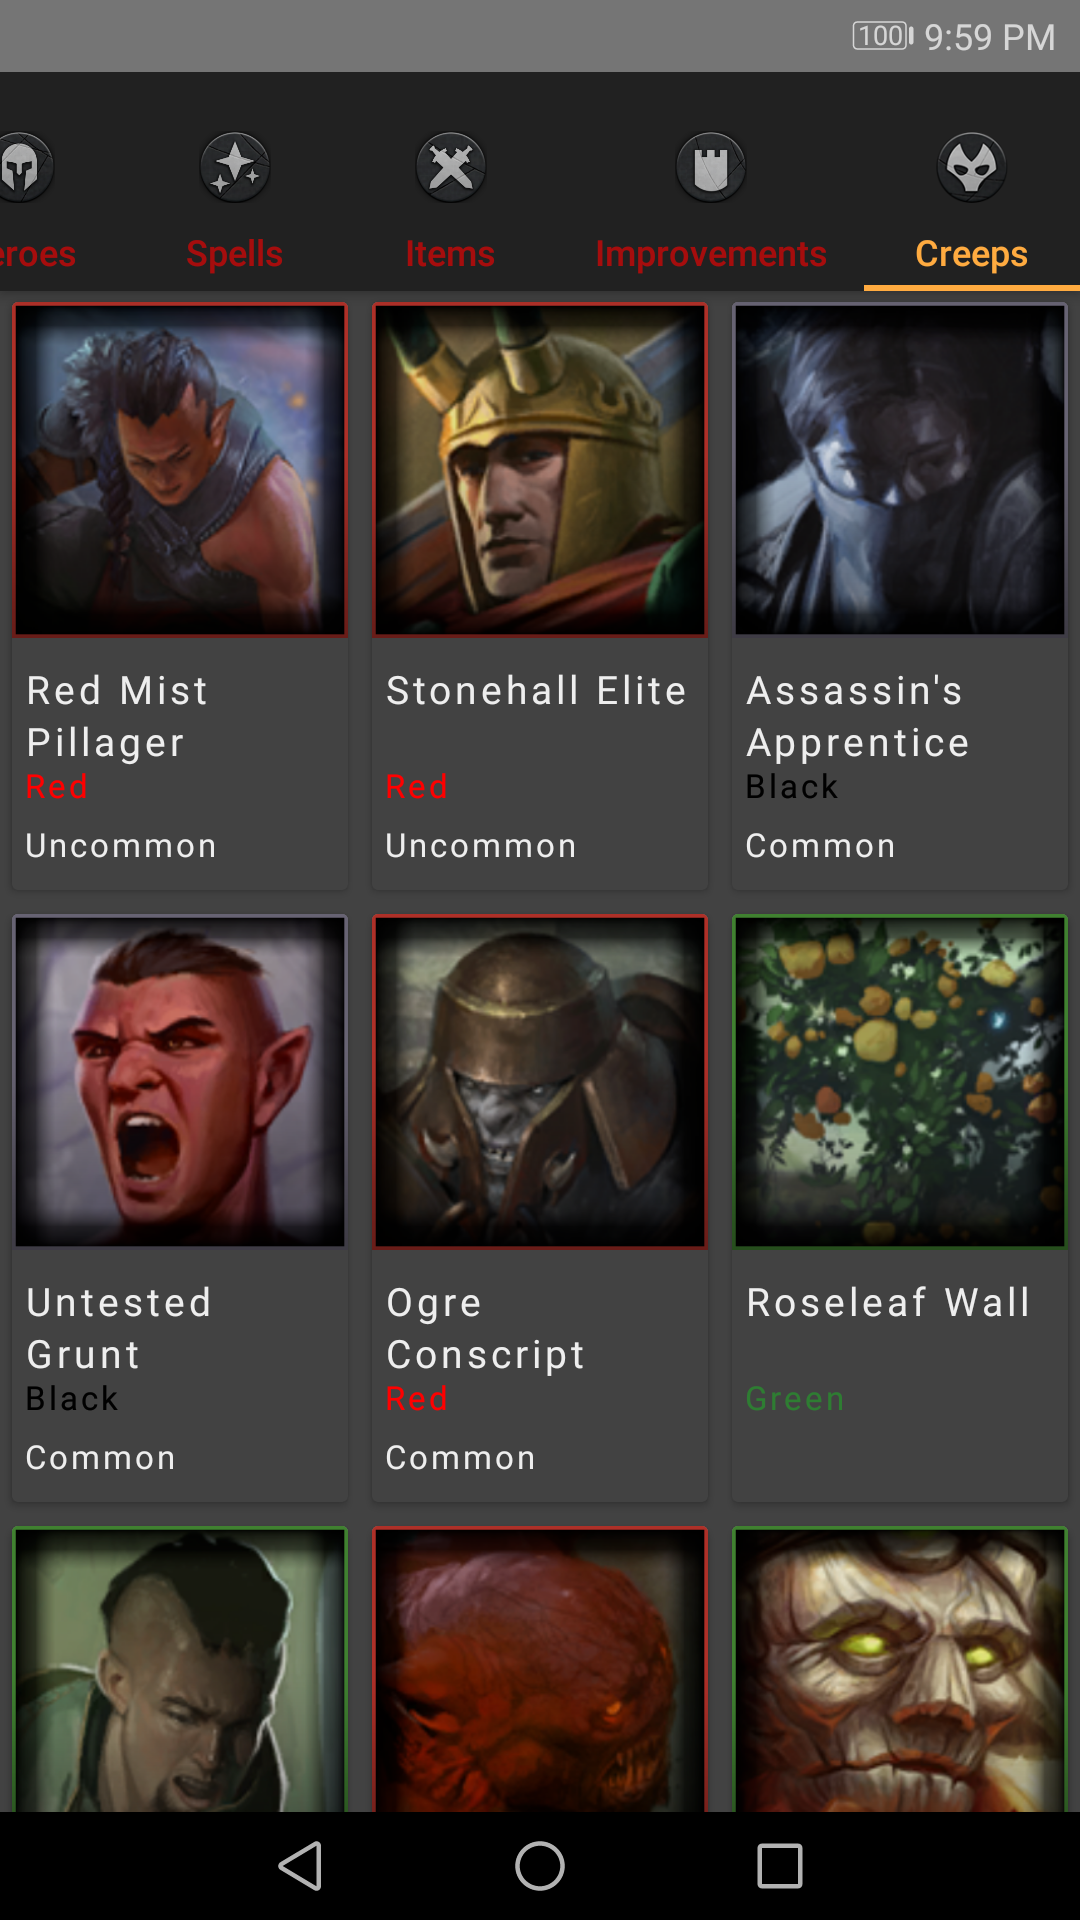 100 9:59 PM
eroes Spells Items Improvements Creeps
Red Mist
Pillager
Red
Uncommon
Stonehall Elite
Red
Uncommon
Assassin's
Apprentice
Black
Common
Untested
Grunt
Black
Common
Ogre
Conscript
Red
Common
Roseleaf Wall
Green